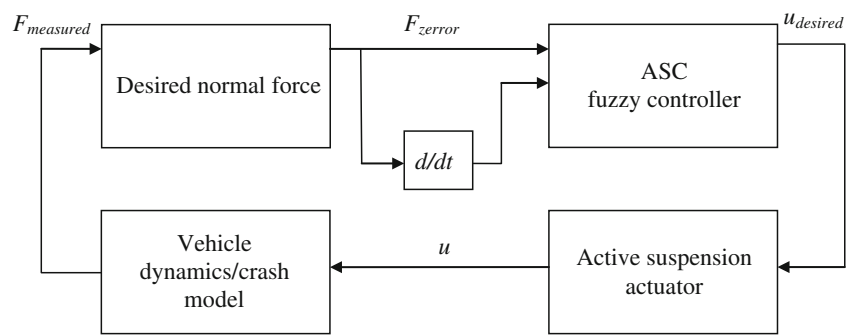 F_measured
F_zerror
u_desired
Desired normal force
ASC
fuzzy controller
d/dt
Vehicle
dynamics/crash
model
u
Active suspension
actuator